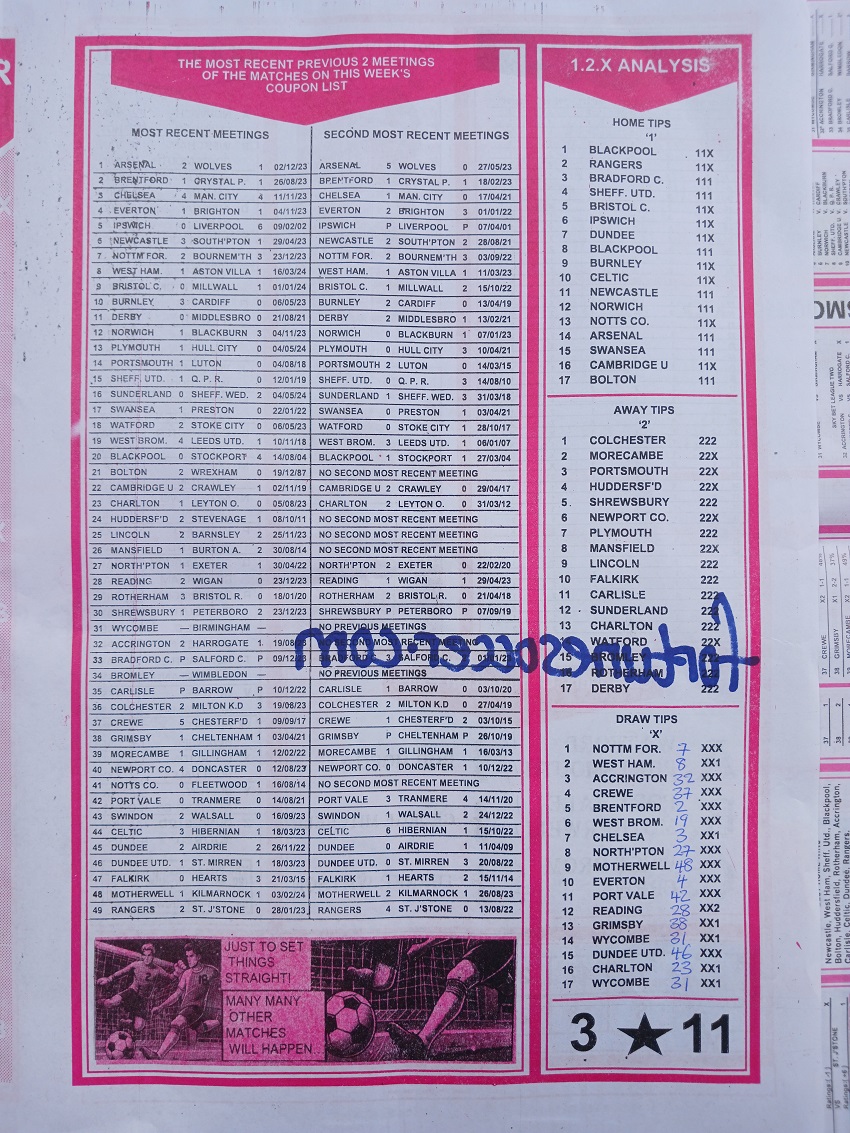 THE MOST RECENT PREVIOUS 2 MEETINGS
OF THE MATCHES ON THIS WEEK'S
COUPON LIST
MOST RECENT MEETINGS SECOND MOST RECENT MEETINGS
1 ARSENAL 2 WOLVES 1 02/12/23 ARSENAL 5 WOLVES 0 27/05/23
2 BRENTFORD 1 CRYSTAL P. 1 26/08/23 BRENTFORD 1 CRYSTAL P. 1 18/02/23
3 CHELSEA 4 MAN. CITY 4 11/11/23 CHELSEA 1 MAN. CITY 0 17/04/21
4 EVERTON 1 BRIGHTON 1 04/11/23 EVERTON 2 BRIGHTON 3 01/01/22
5 IPSWICH 0 LIVERPOOL 6 09/02/02 IPSWICH P LIVERPOOL P 07/04/01
6 NEWCASTLE 3 SOUTH'PTON 1 29/04/23 NEWCASTLE 2 SOUTH'PTON 2 28/08/21
7 NOTTM FOR. 2 BOURNEM'TH 3 23/12/23 NOTTM FOR. 2 BOURNEM'TH 3 03/09/22
8 WEST HAM. 1 ASTON VILLA 1 16/03/24 WEST HAM. 1 ASTON VILLA 1 11/03/23
9 BRISTOL C. 0 MILLWALL 1 01/01/24 BRISTOL C. 1 MILLWALL 2 15/10/22
10 BURNLEY 3 CARDIFF 0 06/05/23 BURNLEY 2 CARDIFF 0 13/04/19
11 DERBY 0 MIDDLESBRO 0 21/08/21 DERBY 2 MIDDLESBRO 1 13/02/21
12 NORWICH 1 BLACKBURN 3 04/11/23 NORWICH 0 BLACKBURN 1 07/01/23
13 PLYMOUTH 1 HULL CITY 0 04/05/24 PLYMOUTH 0 HULL CITY 3 10/04/21
14 PORTSMOUTH 1 LUTON 0 04/08/18 PORTSMOUTH 2 LUTON 0 14/03/15
15 SHEFF. UTD. 1 Q. P. R. 0 12/01/19 SHEFF. UTD. 0 Q. P. R. 3 14/08/10
16 SUNDERLAND 0 SHEFF. WED. 2 04/05/24 SUNDERLAND 1 SHEFF. WED. 3 31/03/18
17 SWANSEA 1 PRESTON 0 22/01/22 SWANSEA 0 PRESTON 1 03/04/21
18 WATFORD 2 STOKE CITY 0 06/05/23 WATFORD 0 STOKE CITY 1 28/10/17
19 WEST BROM. 4 LEEDS UTD. 1 10/11/18 WEST BROM. 3 LEEDS UTD. 1 06/01/07
20 BLACKPOOL 0 STOCKPORT 4 14/08/04 BLACKPOOL 1 STOCKPORT 1 27/03/04
21 BOLTON 2 WREXHAM 0 19/12/87 NO SECOND MOST RECENT MEETING
22 CAMBRIDGE U 2 CRAWLEY 1 02/11/19 CAMBRIDGE U 2 CRAWLEY 0 29/04/17
23 CHARLTON 1 LEYTON O. 0 05/08/23 CHARLTON 2 LEYTON O. 0 31/03/12
24 HUDDERSF'D 2 STEVENAGE 1 08/10/11 NO SECOND MOST RECENT MEETING
25 LINCOLN 2 BARNSLEY 2 25/11/23 NO SECOND MOST RECENT MEETING
26 MANSFIELD 1 BURTON A. 2 30/08/14 NO SECOND MOST RECENT MEETING
27 NORTH'PTON 1 EXETER 1 30/04/22 NORTH'PTON 2 EXETER 0 22/02/20
28 READING 2 WIGAN 0 23/12/23 READING 1 WIGAN 1 29/04/23
29 ROTHERHAM 3 BRISTOL R. 0 18/01/20 ROTHERHAM 2 BRISTOL R. 0 21/04/18
30 SHREWSBURY 1 PETERBORO 2 23/12/23 SHREWSBURY P PETERBORO P 07/09/19
31 WYCOMBE — BIRMINGHAM — NO PREVIOUS MEETINGS
32 ACCRINGTON 2 HARROGATE 1 19/08/ SECOND MOST RECENT MEETING
33 BRADFORD C. P SALFORD C. P 09/12/ BRADFORD C. 3 SALFORD C.
34 BROMLEY — WIMBLEDON — NO PREVIOUS MEETINGS
35 CARLISLE P BARROW P 10/12/22 CARLISLE 1 BARROW 0 03/10/20
36 COLCHESTER 2 MILTON K.D 3 19/08/23 COLCHESTER 2 MILTON K.D 0 27/04/19
37 CREWE 5 CHESTERF'D 1 09/09/17 CREWE 1 CHESTERF'D 2 03/10/15
38 GRIMSBY 1 CHELTENHAM 1 03/04/21 GRIMSBY P CHELTENHAM P 26/10/19
39 MORECAMBE 1 GILLINGHAM 1 12/02/22 MORECAMBE 1 GILLINGHAM 1 16/03/13
40 NEWPORT CO. 4 DONCASTER 0 12/08/23 NEWPORT CO. 0 DONCASTER 1 10/12/22
41 NOTTS CO. 0 FLEETWOOD 1 16/08/14 NO SECOND MOST RECENT MEETING
42 PORT VALE 0 TRANMERE 0 14/08/21 PORT VALE 3 TRANMERE 4 14/11/20
43 SWINDON 2 WALSALL 0 16/09/23 SWINDON 1 WALSALL 2 24/12/22
44 CELTIC 3 HIBERNIAN 1 18/03/23 CELTIC 6 HIBERNIAN 1 15/10/22
45 DUNDEE 2 AIRDRIE 2 26/11/22 DUNDEE 0 AIRDRIE 1 11/04/09
46 DUNDEE UTD. 1 ST. MIRREN 1 18/03/23 DUNDEE UTD. 0 ST. MIRREN 3 20/08/22
47 FALKIRK 0 HEARTS 3 21/03/15 FALKIRK 1 HEARTS 2 15/11/14
48 MOTHERWELL 1 KILMARNOCK 1 03/02/24 MOTHERWELL 2 KILMARNOCK 1 26/08/23
49 RANGERS 2 ST. J'STONE 0 28/01/23 RANGERS 4 ST. J'STONE 0 13/08/22
fortunesoccer.com
JUST TO SET
THINGS
STRAIGHT!
MANY MANY
OTHER
MATCHES
WILL HAPPEN
1.2.X ANALYSIS
HOME TIPS
'1'
1 BLACKPOOL 11X
2 RANGERS 111
3 BRADFORD C. 111
4 SHEFF. UTD. 11X
5 BRISTOL C. 11X
6 IPSWICH 11X
7 DUNDEE 11X
8 BLACKPOOL 111
9 BURNLEY 11X
10 CELTIC 11X
11 NEWCASTLE 111
12 NORWICH 111
13 NOTTS CO. 11X
14 ARSENAL 111
15 SWANSEA 111
16 CAMBRIDGE U 11X
17 BOLTON 111
AWAY TIPS
'2'
1 COLCHESTER 222
2 MORECAMBE 22X
3 PORTSMOUTH 222
4 HUDDERSF'D 22X
5 SHREWSBURY 222
6 NEWPORT CO. 22X
7 PLYMOUTH 222
8 MANSFIELD 22X
9 LINCOLN 222
10 FALKIRK 222
11 CARLISLE 222
12 SUNDERLAND 222
13 CHARLTON 222
WATFORD 22X
15 BROMLEY 222
ROTHERHAM 222
17 DERBY 222
DRAW TIPS
'X'
1 NOTTM FOR. 7 XXX
2 WEST HAM. 8 XX1
3 ACCRINGTON 32 XXX
4 CREWE 37 XXX
5 BRENTFORD 2 XXX
6 WEST BROM. 19 XXX
7 CHELSEA 3 XX1
8 NORTH'PTON 27 XXX
9 MOTHERWELL 48 XXX
10 EVERTON 4 XX1
11 PORT VALE 42 XXX
12 READING 28 XX2
13 GRIMSBY 38 XX1
14 WYCOMBE 31 XX1
15 DUNDEE UTD. 46 XXX
16 CHARLTON 23 XX1
17 WYCOMBE 31 XX1
3 ★ 11